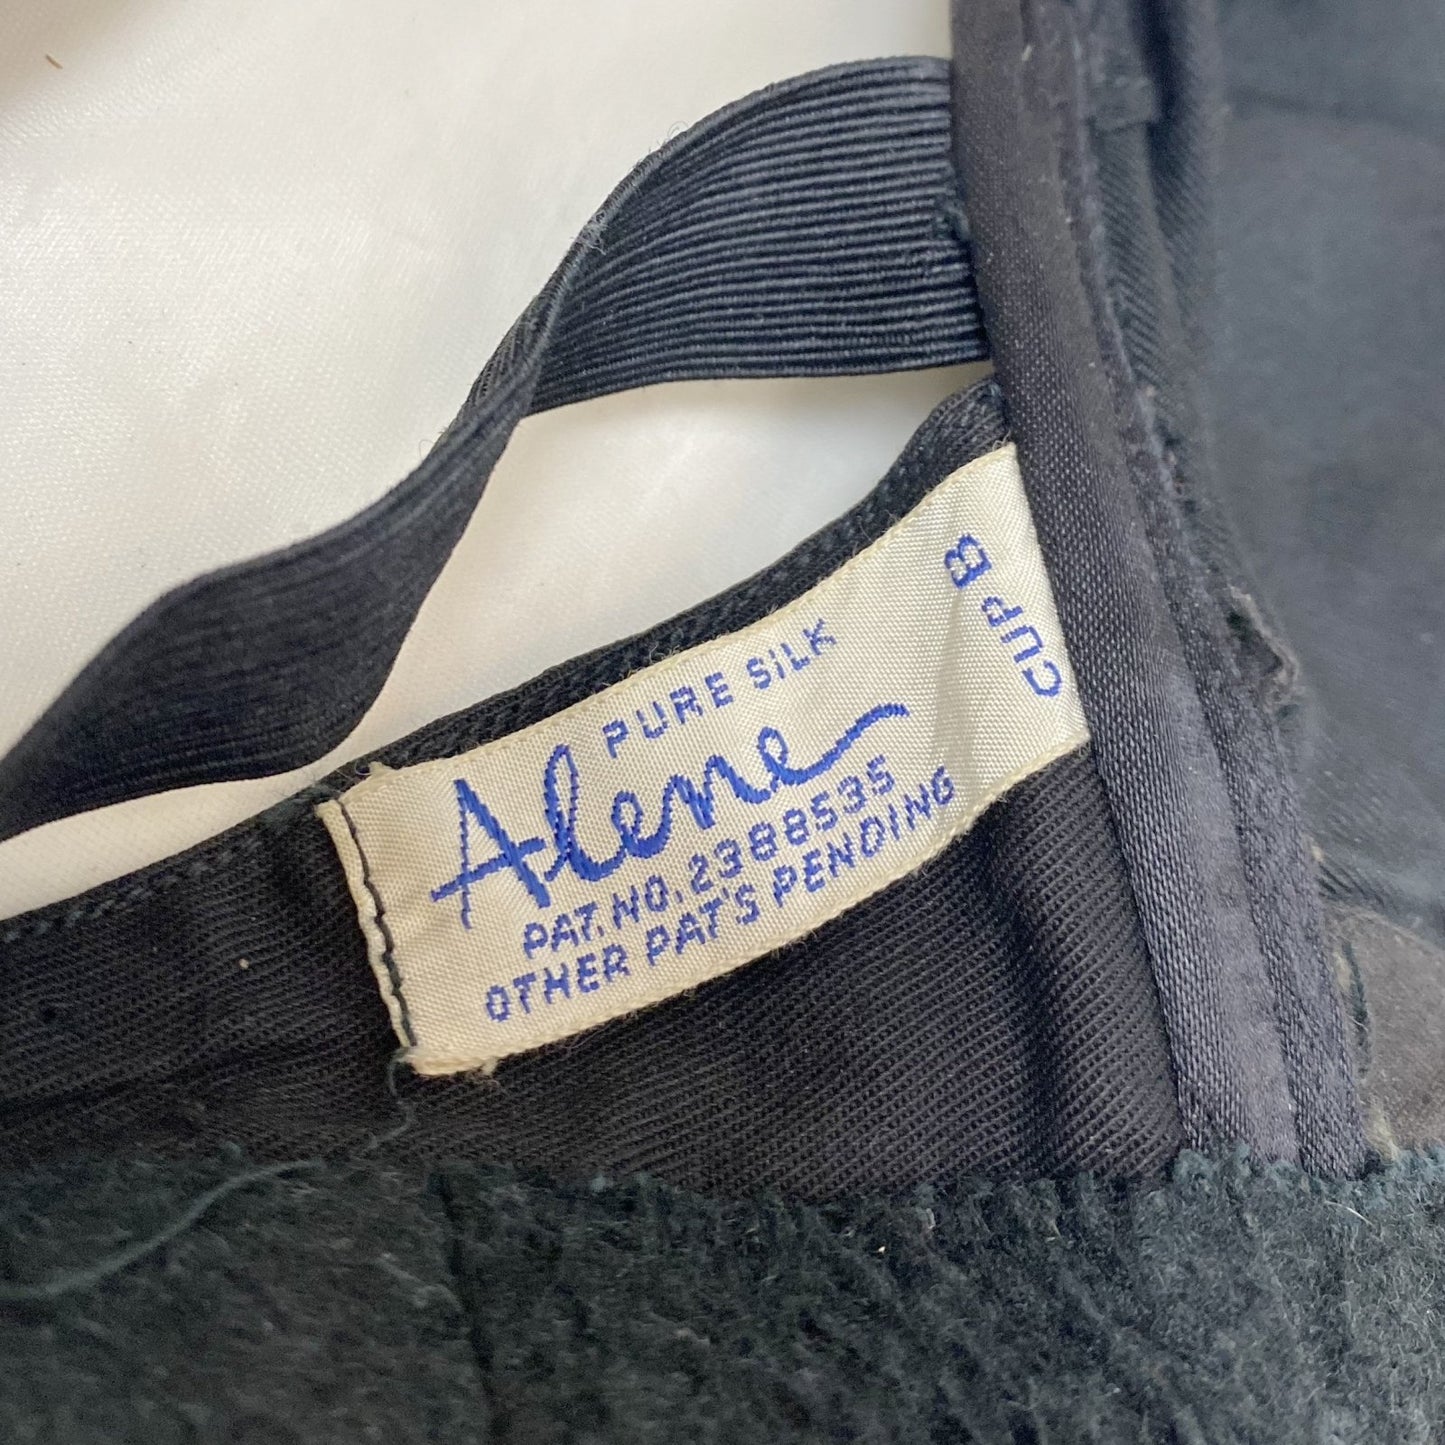 PURE SILK
Alene
PAT. NO. 2388535
OTHER PAT'S PENDING
CUP B